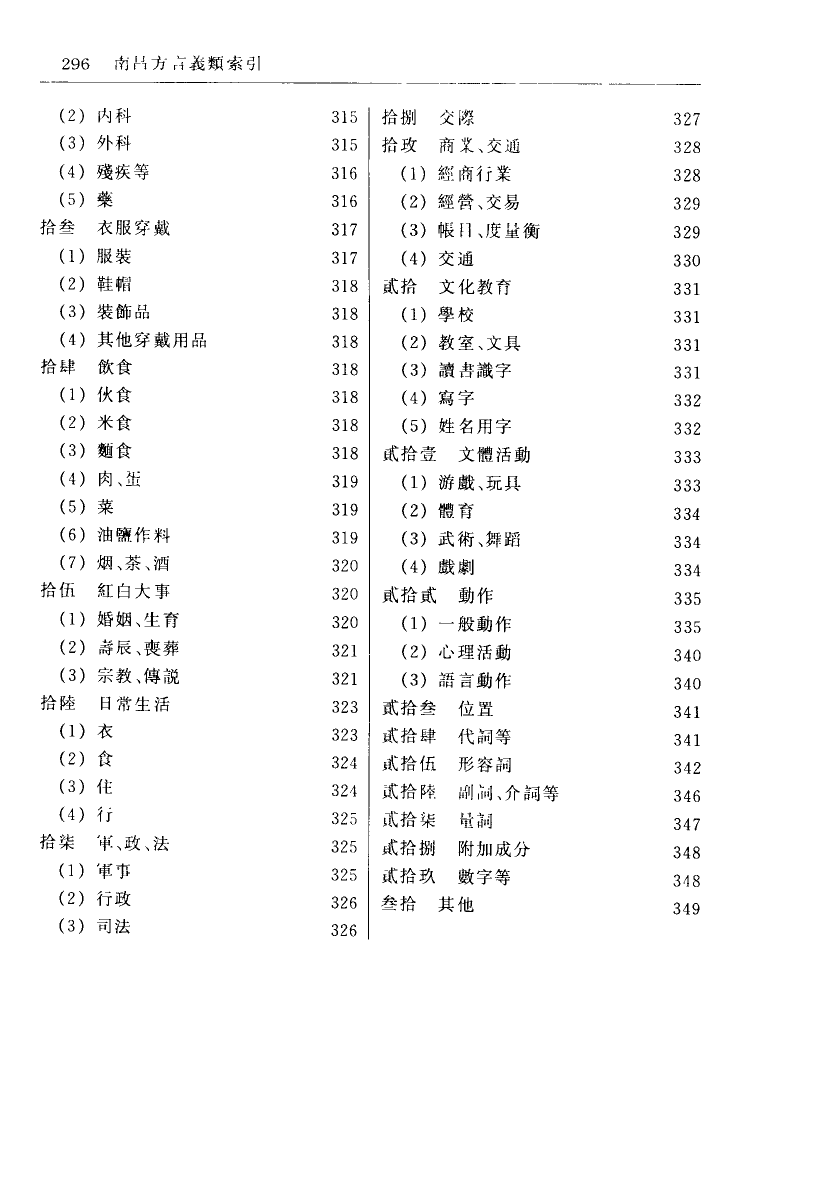 296 南昌方言義類索引
(2) 内科 315
(3) 外科 315
(4) 殘疾等 316
(5) 藥 316
拾叁 衣服穿戴 317
(1) 服裝 317
(2) 鞋帽 318
(3) 裝飾品 318
(4) 其他穿戴用品 318
拾肆 飲食 318
(1) 伙食 318
(2) 米食 318
(3) 麵食 318
(4) 肉、蛋 319
(5) 菜 319
(6) 油鹽作料 319
(7) 烟、茶、酒 320
拾伍 紅白大事 320
(1) 婚姻、生育 320
(2) 壽辰、喪葬 321
(3) 宗教、傳説 321
拾陸 日常生活 323
(1) 衣 323
(2) 食 324
(3) 住 324
(4) 行 325
拾柒 軍、政、法 325
(1) 軍事 325
(2) 行政 326
(3) 司法 326
拾捌 交際 327
拾玫 商業、交通 328
(1) 經商行業 328
(2) 經營、交易 329
(3) 帳目、度量衡 329
(4) 交通 330
貳拾 文化教育 331
(1) 學校 331
(2) 教室、文具 331
(3) 讀書識字 331
(4) 寫字 332
(5) 姓名用字 332
貳拾壹 文體活動 333
(1) 游戲、玩具 333
(2) 體育 334
(3) 武術、舞蹈 334
(4) 戲劇 334
貳拾貳 動作 335
(1) 一般動作 335
(2) 心理活動 340
(3) 語言動作 340
貳拾叁 位置 341
貳拾肆 代詞等 341
貳拾伍 形容詞 342
貳拾陸 副詞、介詞等 346
貳拾柒 量詞 347
貳拾捌 附加成分 348
貳拾玖 數字等 348
叁拾 其他 349